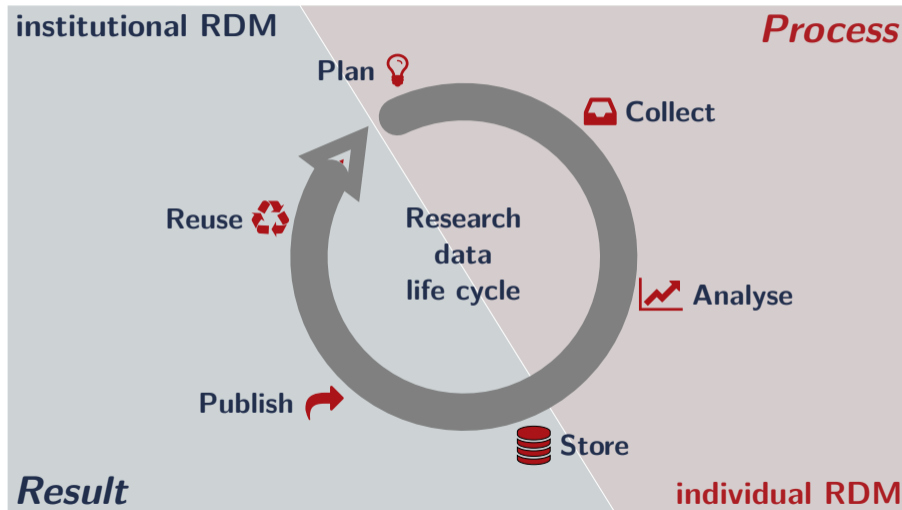 institutional RDM
Process
Plan
Collect
Reuse
Research
data
life cycle
Analyse
Publish
Store
Result
individual RDM